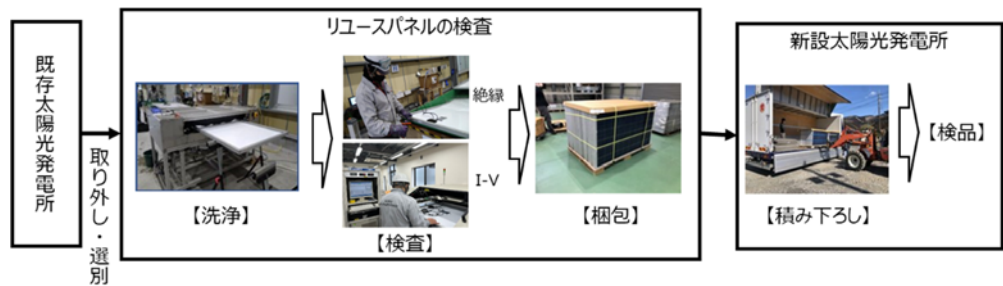 既存太陽光発電所
取り外し・選別
リユースパネルの検査
【洗浄】
絶縁
I-V
【検査】
【梱包】
新設太陽光発電所
【積み下ろし】
【検品】